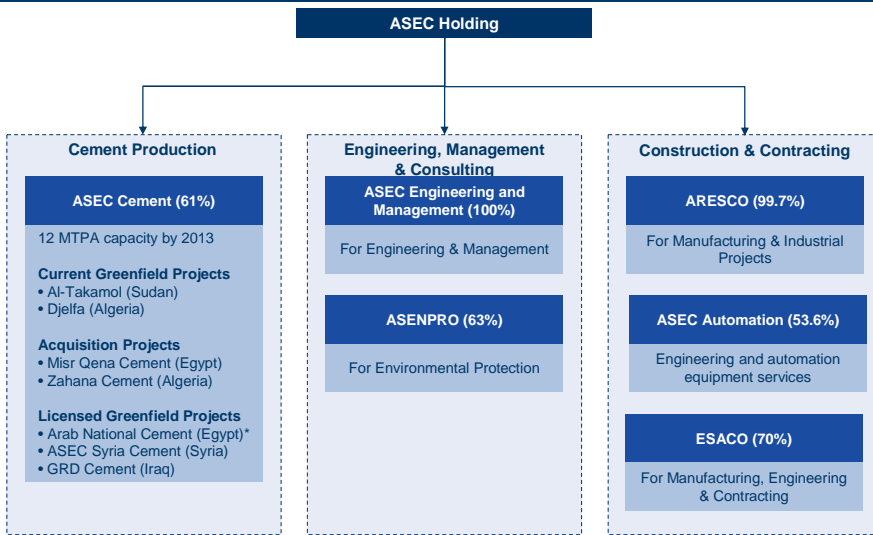 ASEC Holding
Cement Production
ASEC Cement (61%)
12 MTPA capacity by 2013
Current Greenfield Projects
• Al-Takamol (Sudan)
• Djelfa (Algeria)
Acquisition Projects
• Misr Qena Cement (Egypt)
• Zahana Cement (Algeria)
Licensed Greenfield Projects
• Arab National Cement (Egypt)*
• ASEC Syria Cement (Syria)
• GRD Cement (Iraq)
Engineering, Management
& Consulting
ASEC Engineering and
Management (100%)
For Engineering & Management
ASENPRO (63%)
For Environmental Protection
Construction & Contracting
ARESCO (99.7%)
For Manufacturing & Industrial
Projects
ASEC Automation (53.6%)
Engineering and automation
equipment services
ESACO (70%)
For Manufacturing, Engineering
& Contracting